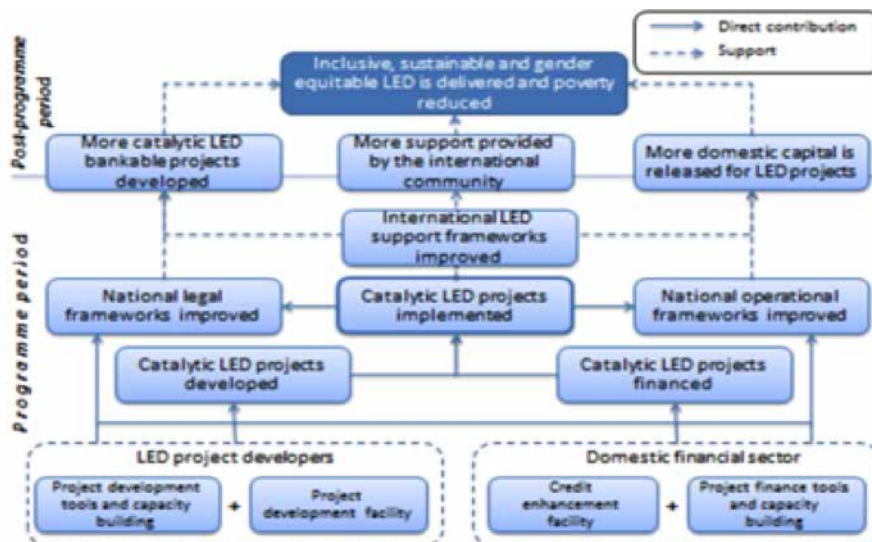 Direct contribution
Support
Post-programme
period
Inclusive, sustainable and gender
equitable LED is delivered and poverty
reduced
More catalytic LED
bankable projects
developed
More support provided
by the international
community
More domestic capital is
released for LED projects
Programme period
International LED
support frameworks
improved
National legal
frameworks improved
Catalytic LED projects
implemented
National operational
frameworks improved
Catalytic LED projects
developed
Catalytic LED projects
financed
LED project developers
Project development
tools and capacity
building
+
Project
development facility
Domestic financial sector
Credit
enhancement
facility
+
Project finance tools
and capacity
building